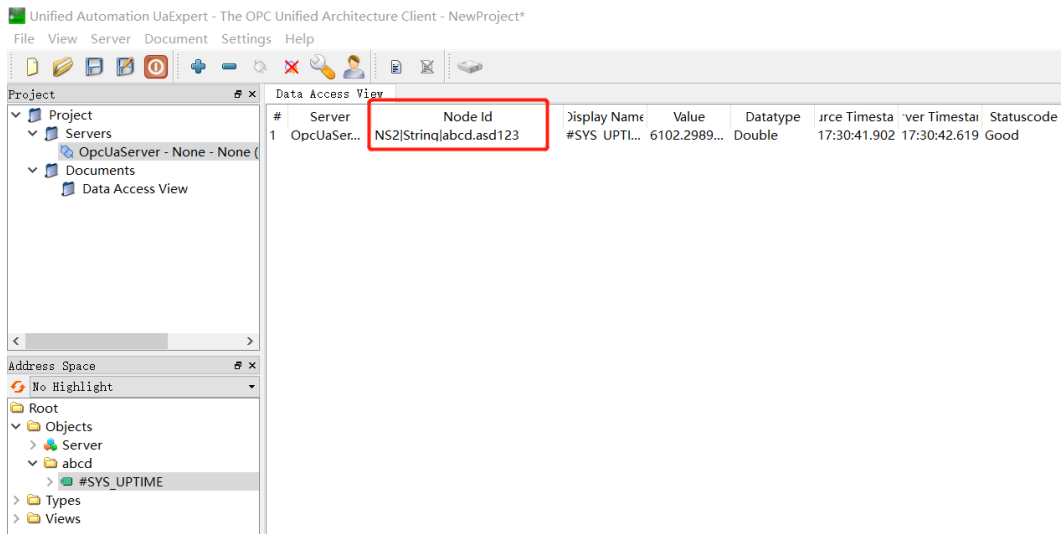 Unified Automation UaExpert - The OPC Unified Architecture Client - NewProject*
File View Server Document Settings Help
Project
Project
Servers
OpcUaServer - None - None (
Documents
Data Access View
Data Access View
# Server Node Id Display Name Value Datatype urce Timesta ver Timestar Statuscode
1 OpcUaSer... NS2|String|abcd.asd123 #SYS UPTI... 6102.2989... Double 17:30:41.902 17:30:42.619 Good
Address Space
No Highlight
Root
Objects
Server
abcd
#SYS_UPTIME
Types
Views